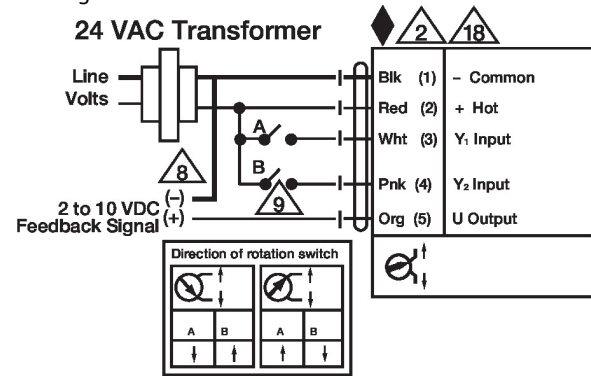 24 VAC Transformer
2 18
Line
Volts
Blk (1) – Common
Red (2) + Hot
A
Wht (3) Y₁ Input
B
Pnk (4) Y₂ Input
8
9
2 to 10 VDC (–)
Feedback Signal (+)
Org (5) U Output
Direction of rotation switch
A B A B